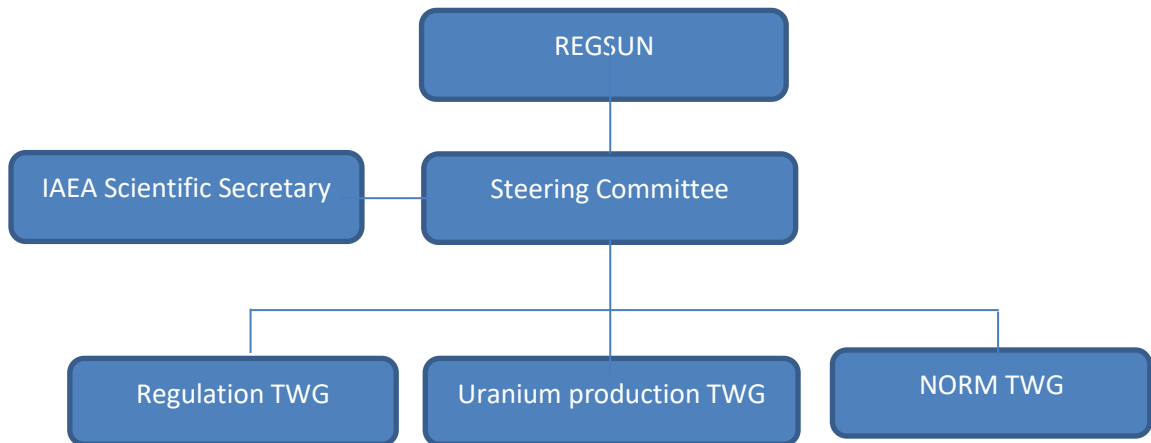 REGSUN
IAEA Scientific Secretary
Steering Committee
Regulation TWG
Uranium production TWG
NORM TWG